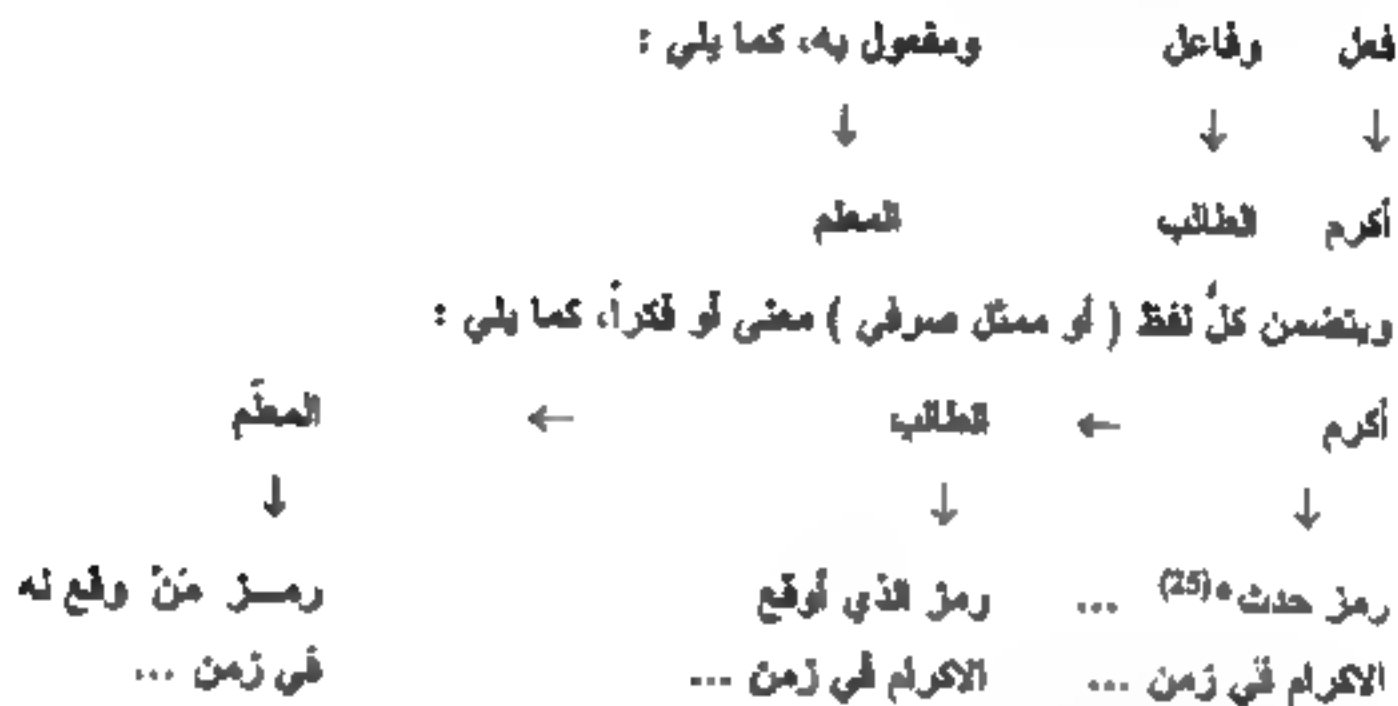 فعل وفاعل ومفعول به، كما يلي :
↓ ↓ ↓
أكرم الطالب المعلم
ويتضمن كلُّ لفظ ( أو ممثل صرفي ) معنى أو فكراً، كما يلي :
أكرم ← الطالب ← المعلّم
↓ ↓ ↓
رمز حدث*(25) ... رمز الذي أوقع رمــز مَنْ وقع له
الاكرام في زمن ... الاكرام في زمن ... في زمن ...